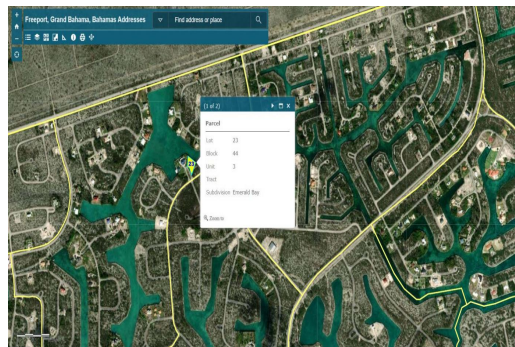 Freeport, Grand Bahama, Bahamas Addresses
Find address or place
(1 of 2)
Parcel
Lot 23
Block 44
Unit 3
Tract
Subdivision Emerald Bay
Zoom to
23